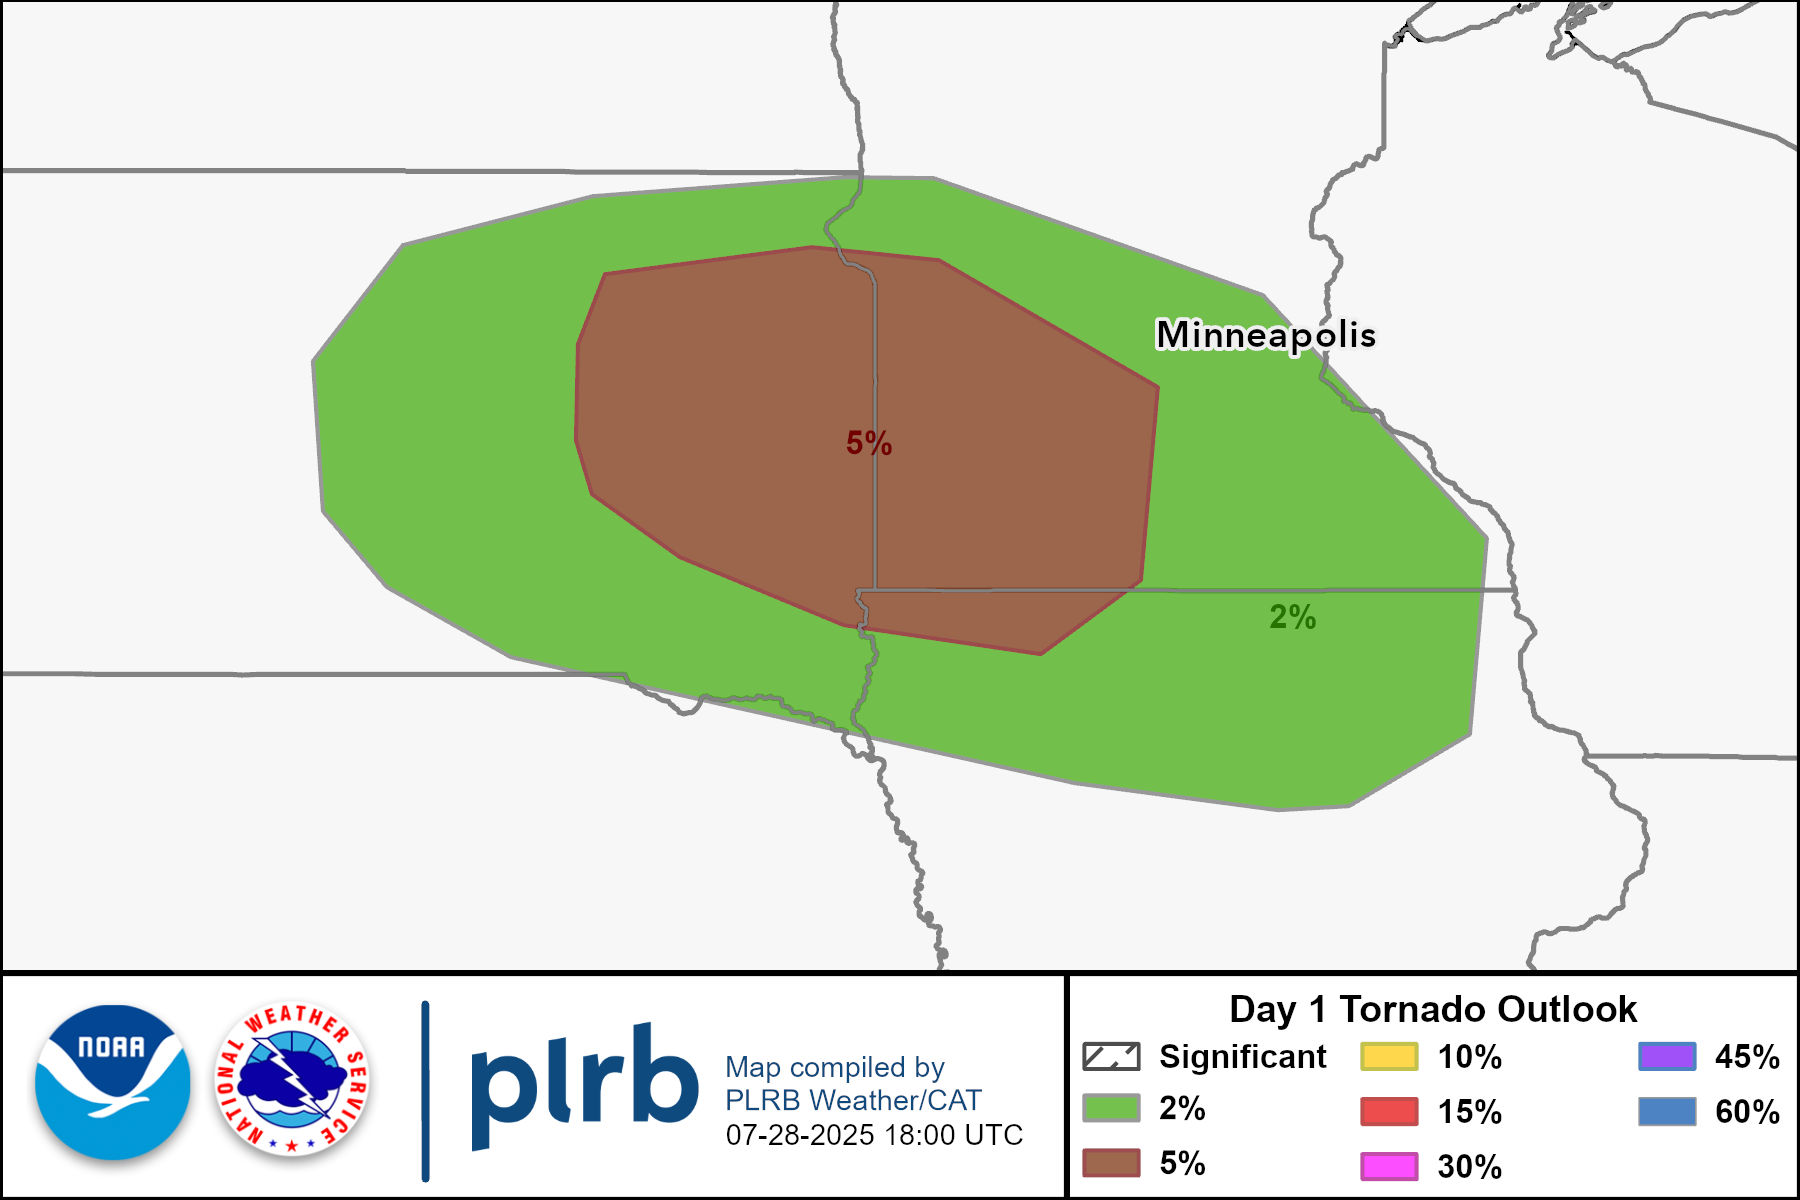 Minneapolis
5%
2%
NOAA
NATIONAL WEATHER SERVICE
plrb
Map compiled by
PLRB Weather/CAT
07-28-2025 18:00 UTC
Day 1 Tornado Outlook
Significant
2%
5%
10%
15%
30%
45%
60%